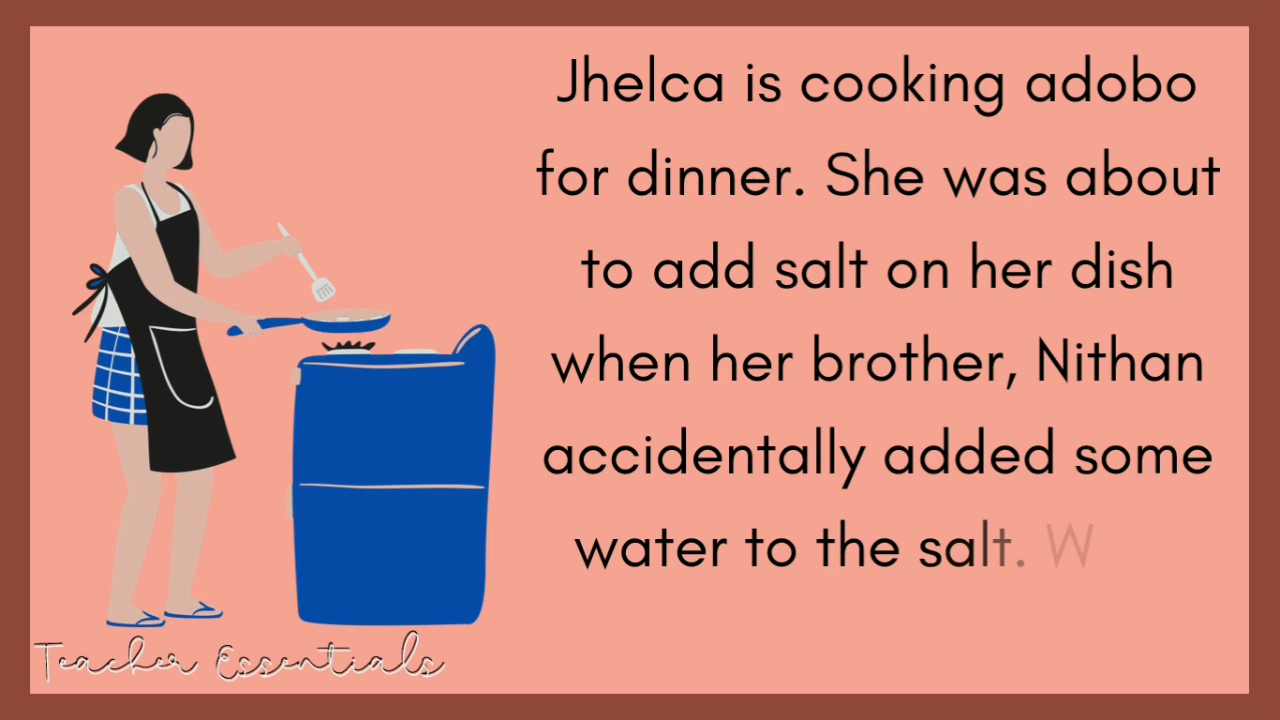 Jhelca is cooking adobo
for dinner. She was about
to add salt on her dish
when her brother, Nithan
accidentally added some
water to the salt. W
Teacher Essentials